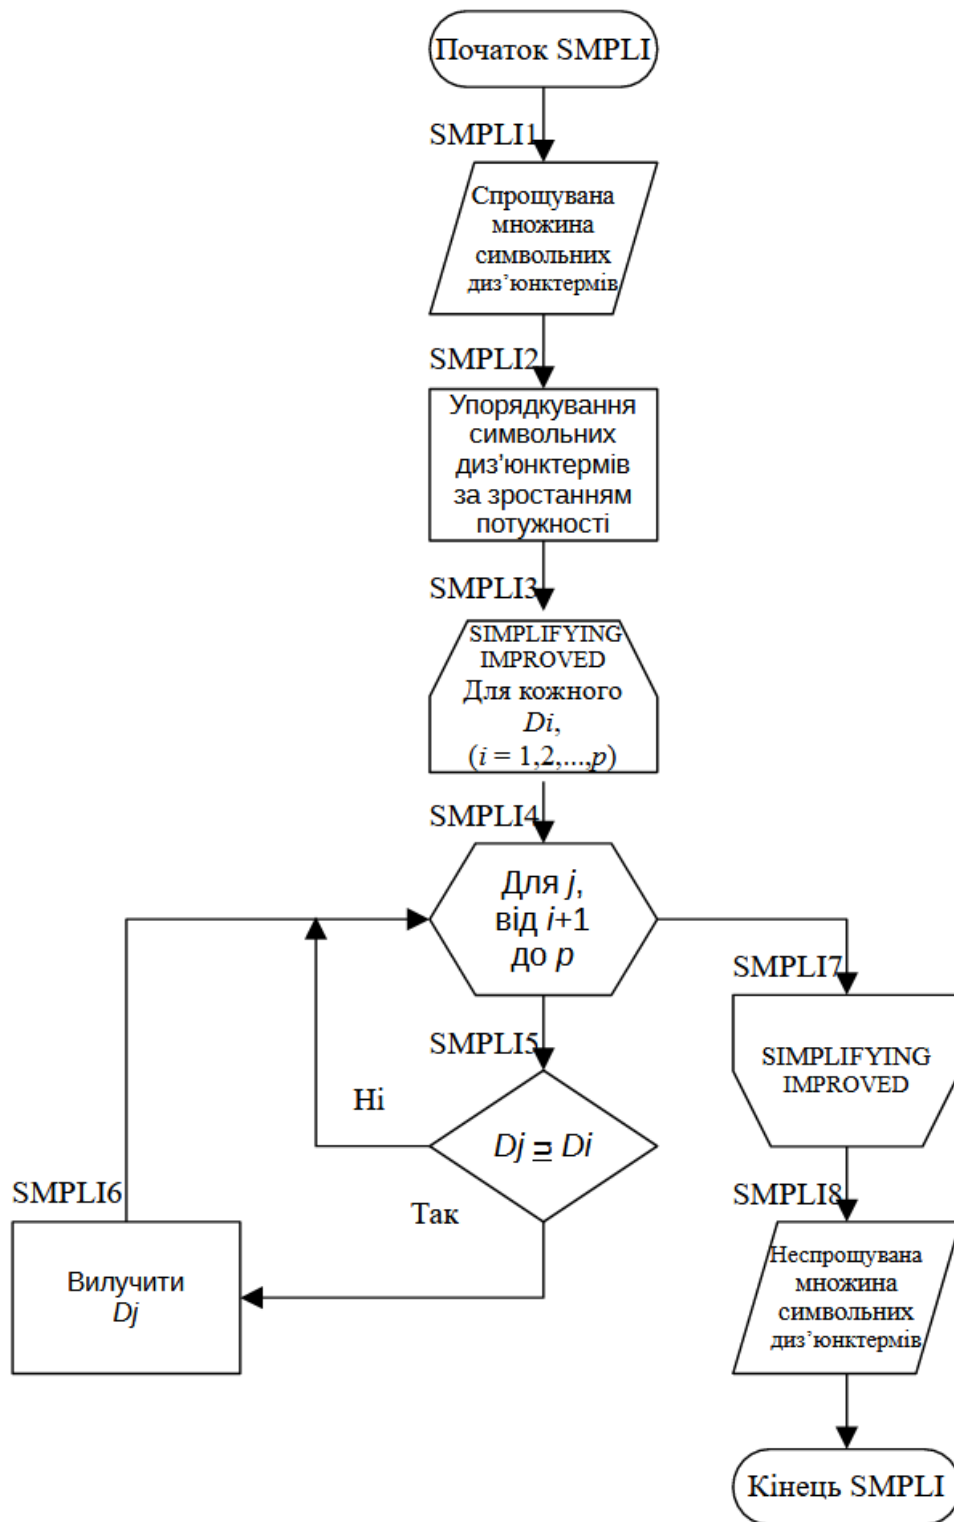 Початок SMPLI
SMPLI1
Спрощувана
множина
символьних
диз’юнктермів
SMPLI2
Упорядкування
символьних
диз’юнктермів
за зростанням
потужності
SMPLI3
SIMPLIFYING
IMPROVED
Для кожного
Di,
(i = 1,2,...,p)
SMPLI4
Для j,
від i+1
до p
SMPLI5
Dj ⊇ Di
Ні
Так
SMPLI6
Вилучити
Dj
SMPLI7
SIMPLIFYING
IMPROVED
SMPLI8
Неспрощувана
множина
символьних
диз’юнктермів
Кінець SMPLI